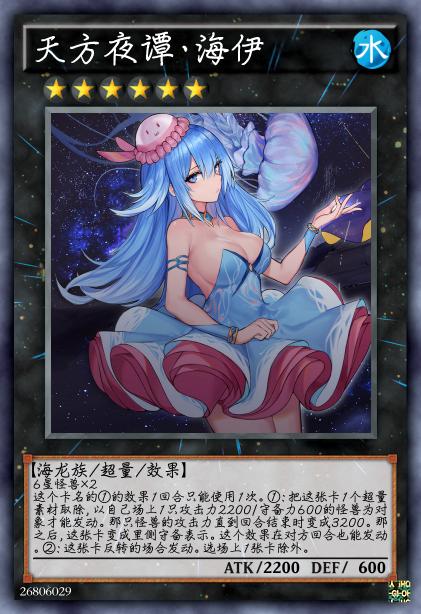 天方夜谭·海伊
水
【海龙族/超量/效果】
6星怪兽×2
这个卡名的①的效果1回合只能使用1次。①:把这张卡1个超量
素材取除,以自己场上1只攻击力2200/守备力600的怪兽为对
象才能发动。那只怪兽的攻击力直到回合结束时变成3200。那
之后,这张卡变成里侧守备表示。这个效果在对方回合也能发
动。②:这张卡反转的场合发动。选场上1张卡除外。
ATK/2200 DEF/ 600
26806029